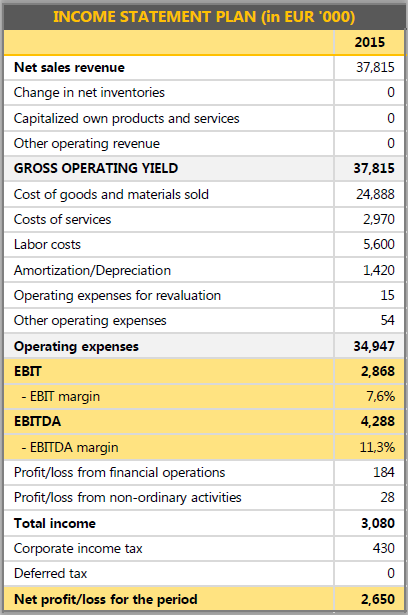 INCOME STATEMENT PLAN (in EUR '000)
2015
Net sales revenue 37,815
Change in net inventories 0
Capitalized own products and services 0
Other operating revenue 0
GROSS OPERATING YIELD 37,815
Cost of goods and materials sold 24,888
Costs of services 2,970
Labor costs 5,600
Amortization/Depreciation 1,420
Operating expenses for revaluation 15
Other operating expenses 54
Operating expenses 34,947
EBIT 2,868
- EBIT margin 7,6%
EBITDA 4,288
- EBITDA margin 11,3%
Profit/loss from financial operations 184
Profit/loss from non-ordinary activities 28
Total income 3,080
Corporate income tax 430
Deferred tax 0
Net profit/loss for the period 2,650